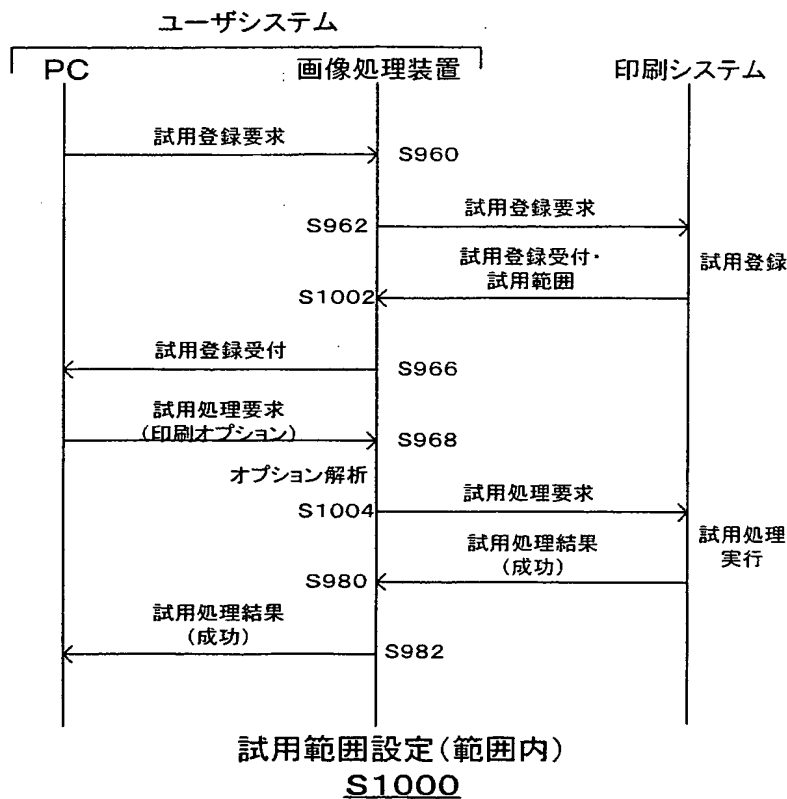 ユーザシステム
PC
画像処理装置
印刷システム
試用登録要求
S960
S962
試用登録要求
試用登録受付・
試用範囲
試用登録
S1002
試用登録受付
S966
試用処理要求
(印刷オプション)
S968
オプション解析
S1004
試用処理要求
試用処理結果
(成功)
試用処理
実行
S980
試用処理結果
(成功)
S982
試用範囲設定(範囲内)
S1000